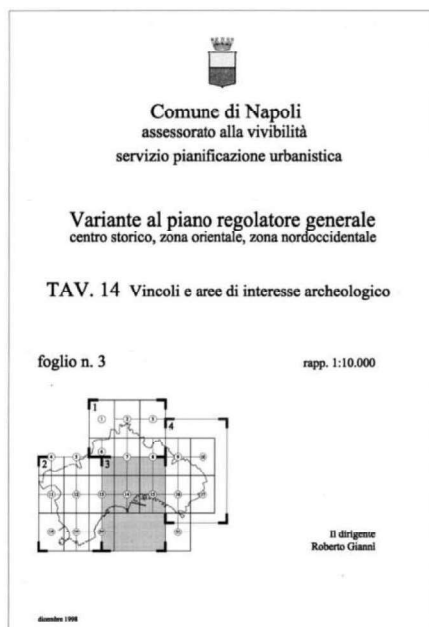 Comune di Napoli
assessorato alla vivibilità
servizio pianificazione urbanistica
Variante al piano regolatore generale
centro storico, zona orientale, zona nordoccidentale
TAV. 14 Vincoli e aree di interesse archeologico
foglio n. 3
rapp. 1:10.000
1
4
2
3
Il dirigente
Roberto Giannì
dicembre 1998